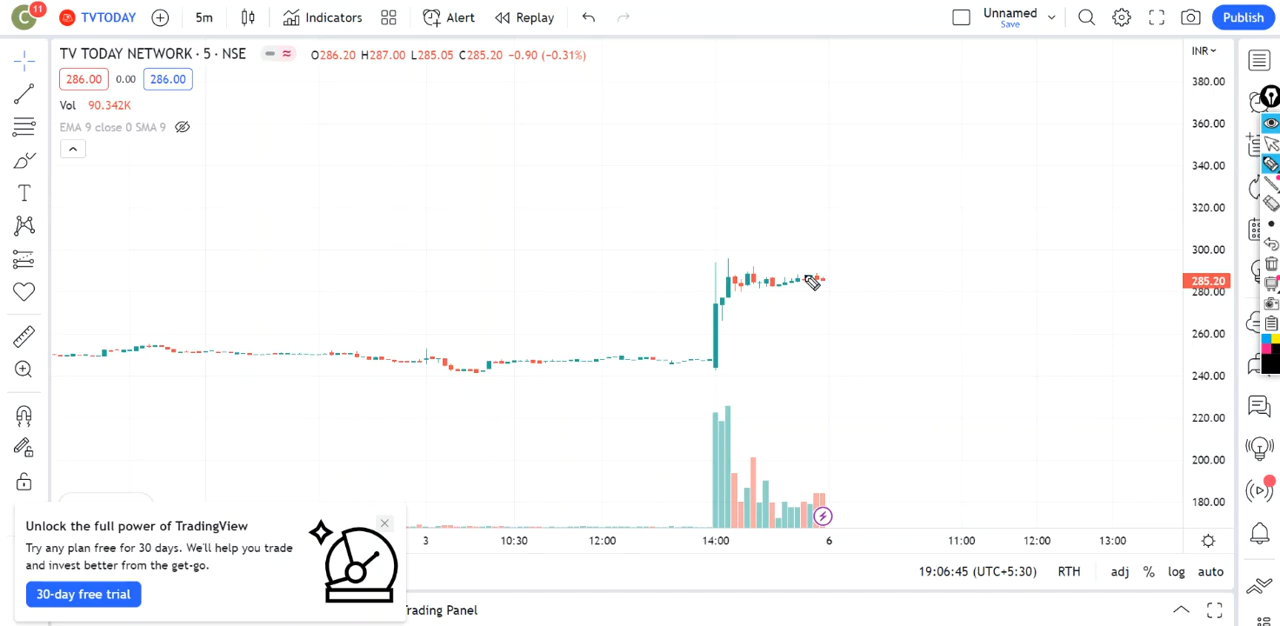 C
11
TVTODAY
5m
Indicators
Alert
Replay
Unnamed
Save
Publish
TV TODAY NETWORK · 5 · NSE
O286.20 H287.00 L285.05 C285.20 −0.90 (−0.31%)
INR
286.00 0.00 286.00
Vol 90.342K
EMA 9 close 0 SMA 9
380.00
360.00
340.00
320.00
300.00
285.20
280.00
260.00
240.00
220.00
200.00
180.00
3 10:30 12:00 14:00 6 11:00 12:00 13:00
Unlock the full power of TradingView
Try any plan free for 30 days. We'll help you trade
and invest better from the get-go.
30-day free trial
19:06:45 (UTC+5:30) RTH adj % log auto
Trading Panel